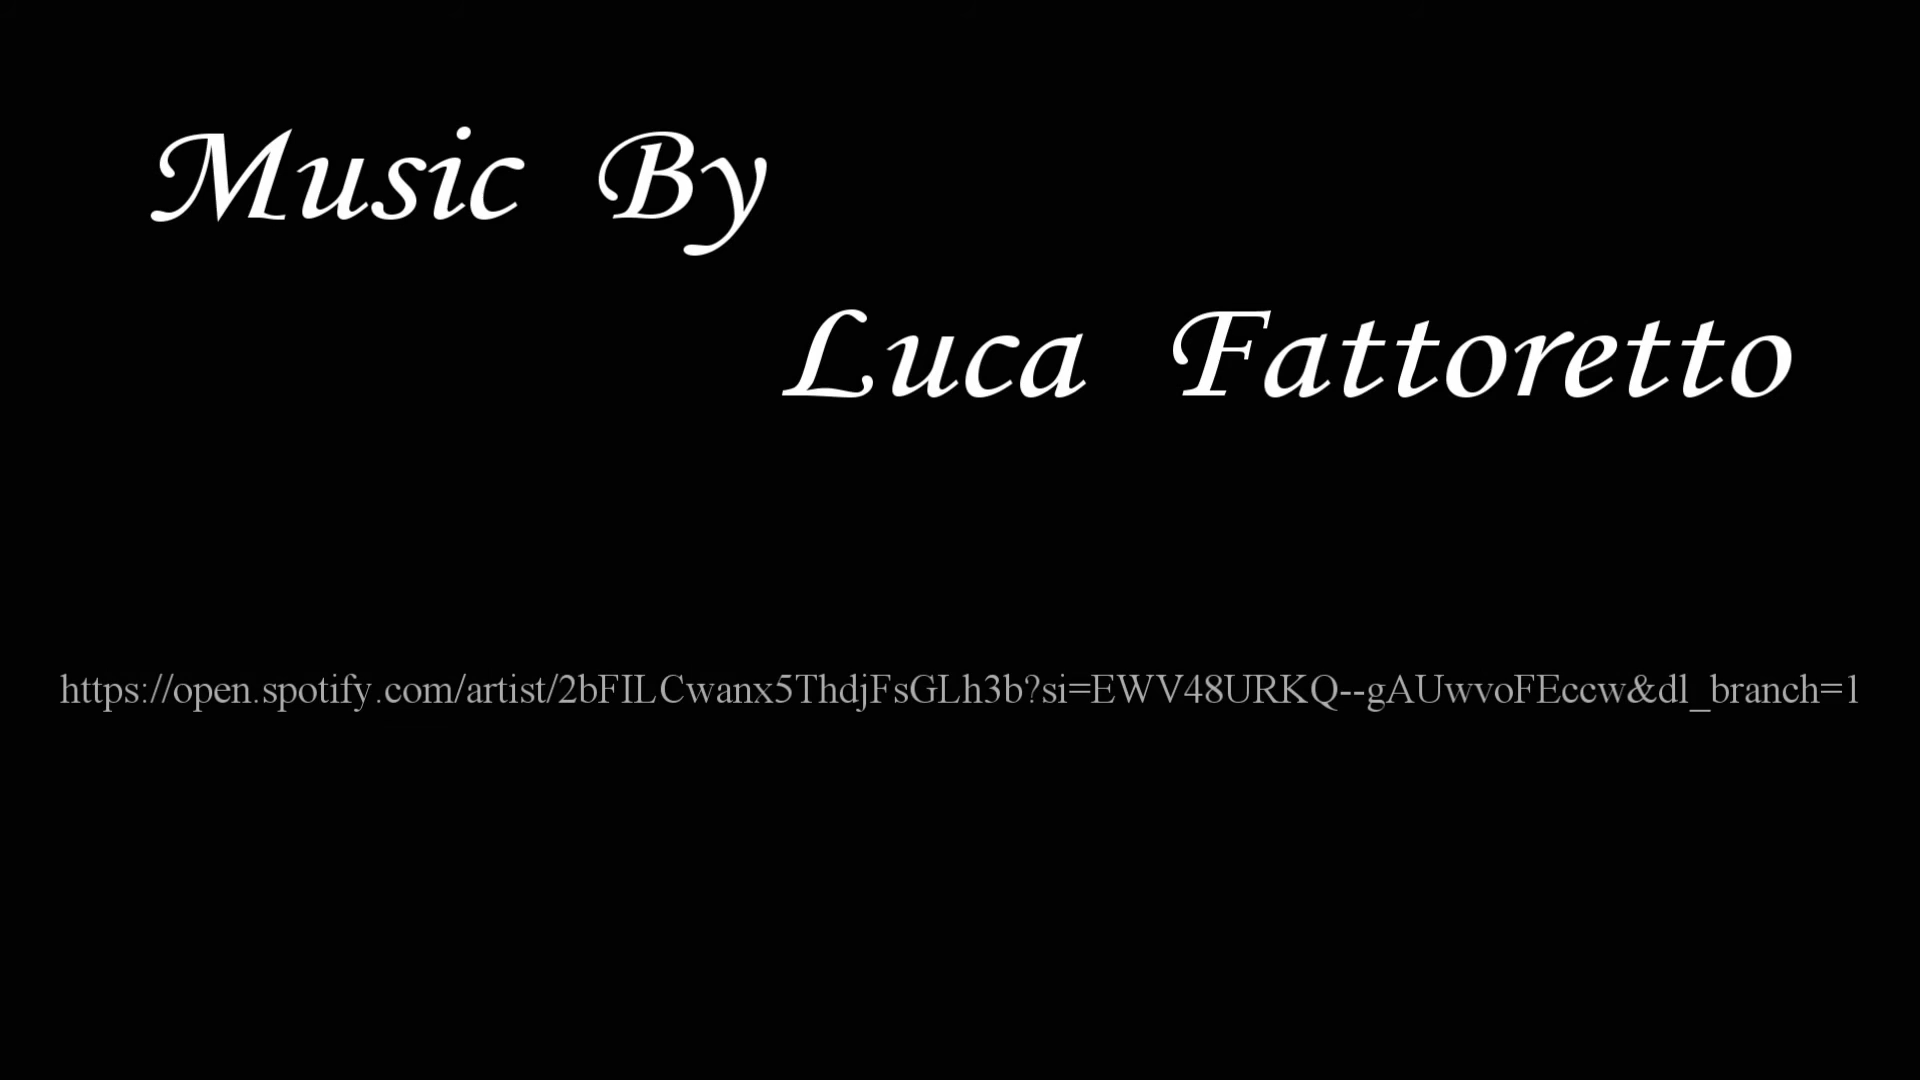 Music By
Luca Fattoretto
https://open.spotify.com/artist/2bFILCwanx5ThdjFsGLh3b?si=EWV48URKQ--gAUwvoFEccw&dl_branch=1